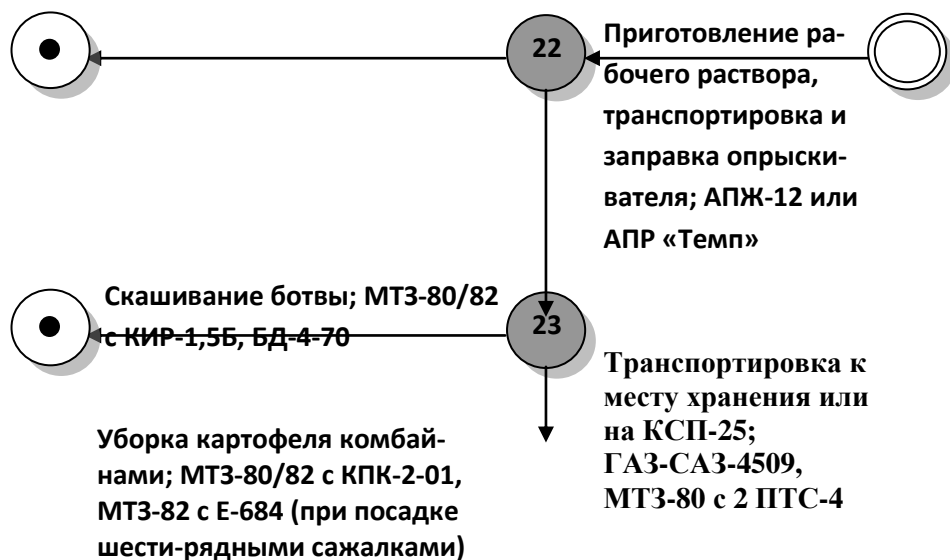 22
Приготовление ра-
бочего раствора,
транспортировка и
заправка опрыски-
вателя; АПЖ-12 или
АПР «Темп»
Скашивание ботвы; МТЗ-80/82
с КИР-1,5Б, БД-4-70
23
Транспортировка к
месту хранения или
на КСП-25;
ГАЗ-САЗ-4509,
МТЗ-80 с 2 ПТС-4
Уборка картофеля комбай-
нами; МТЗ-80/82 с КПК-2-01,
МТЗ-82 с Е-684 (при посадке
шести-рядными сажалками)